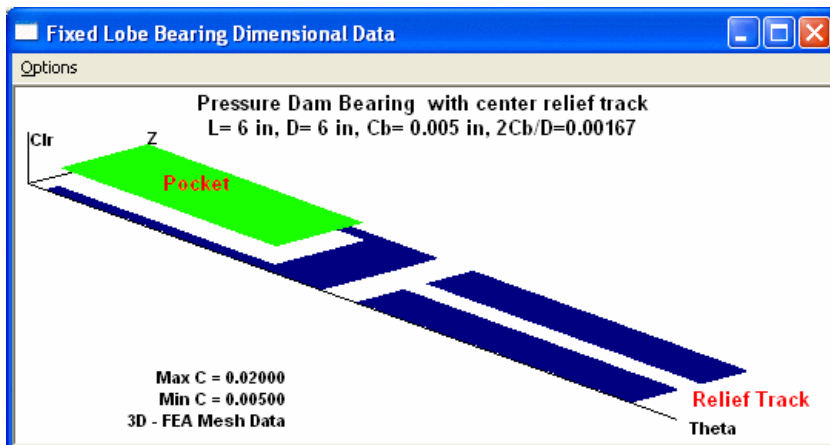 Fixed Lobe Bearing Dimensional Data
Options
Pressure Dam Bearing with center relief track
L= 6 in, D= 6 in, Cb= 0.005 in, 2Cb/D=0.00167
Clr
Z
Pocket
Max C = 0.02000
Min C = 0.00500
3D - FEA Mesh Data
Relief Track
Theta